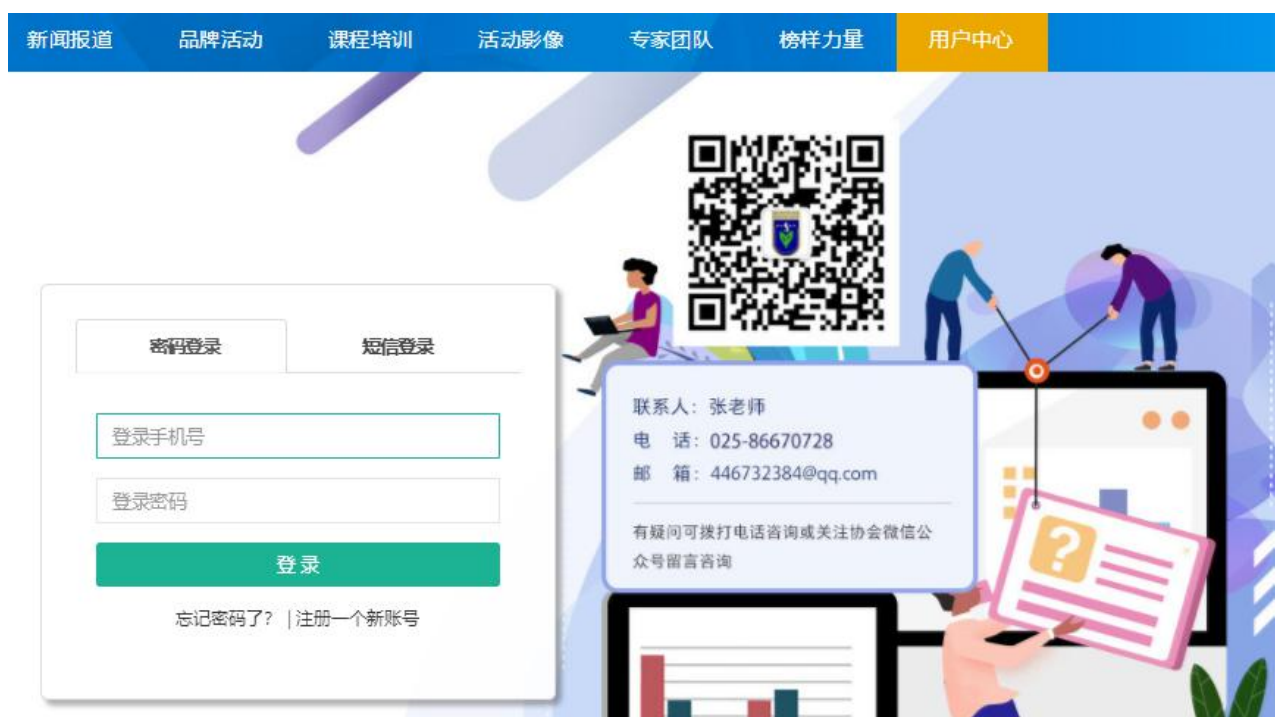 新闻报道 品牌活动 课程培训 活动影像 专家团队 榜样力量 用户中心
密码登录 短信登录
登录手机号
登录密码
登录
忘记密码了? |注册一个新账号
联系人: 张老师
电 话: 025-86670728
邮 箱: 446732384@qq.com
有疑问可拨打电话咨询或关注协会微信公
众号留言咨询
?